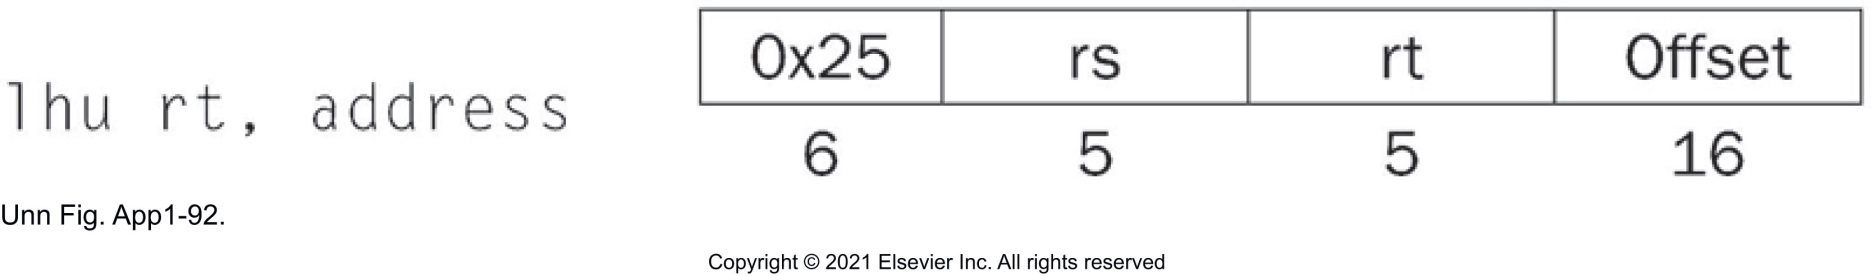 lhu rt, address
0x25 rs rt Offset
6 5 5 16
Unn Fig. App1-92.
Copyright © 2021 Elsevier Inc. All rights reserved